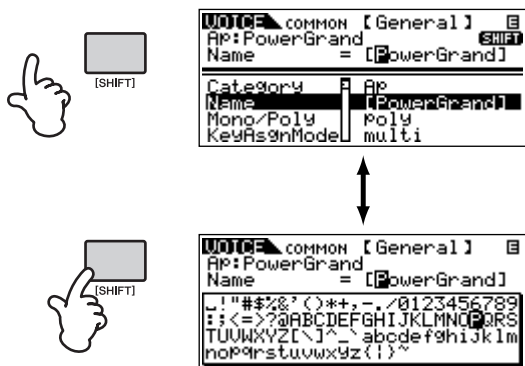 [SHIFT]
VOICE COMMON [General] E
AP:PowerGrand SHIFT
Name = [PowerGrand]
Category AP
Name [PowerGrand]
Mono/Poly poly
KeyAsgnMode multi
[SHIFT]
VOICE COMMON [General] E
AP:PowerGrand
Name = [PowerGrand]
␣!"#$%&'()*+,-./0123456789
:;<=>?@ABCDEFGHIJKLMNOPQRS
TUVWXYZ[\]^_`abcdefghijklm
nopqrstuvwxyz{|}~